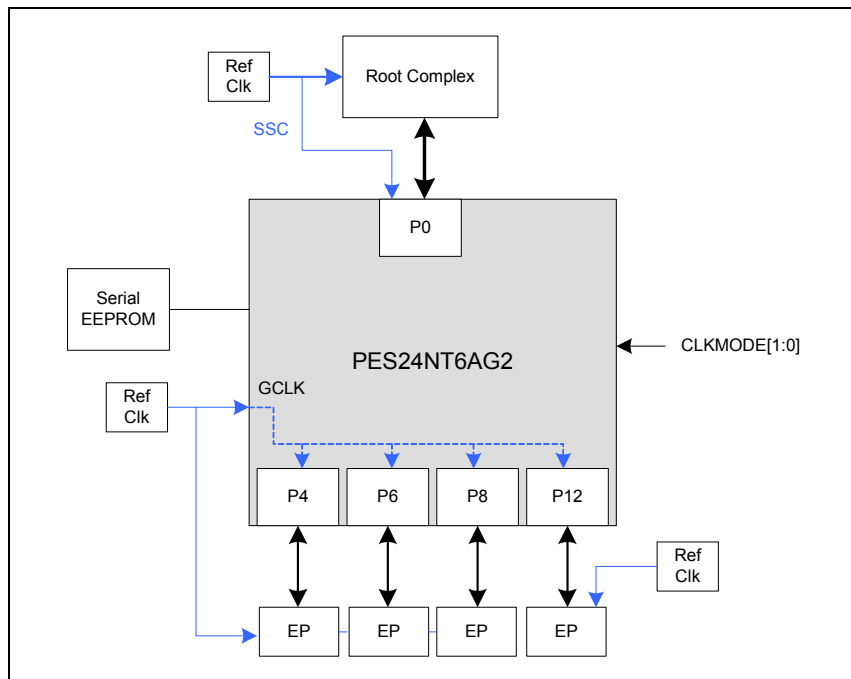 Ref
Clk
Root Complex
SSC
P0
Serial
EEPROM
PES24NT6AG2
CLKMODE[1:0]
Ref
Clk
GCLK
P4
P6
P8
P12
Ref
Clk
EP
EP
EP
EP